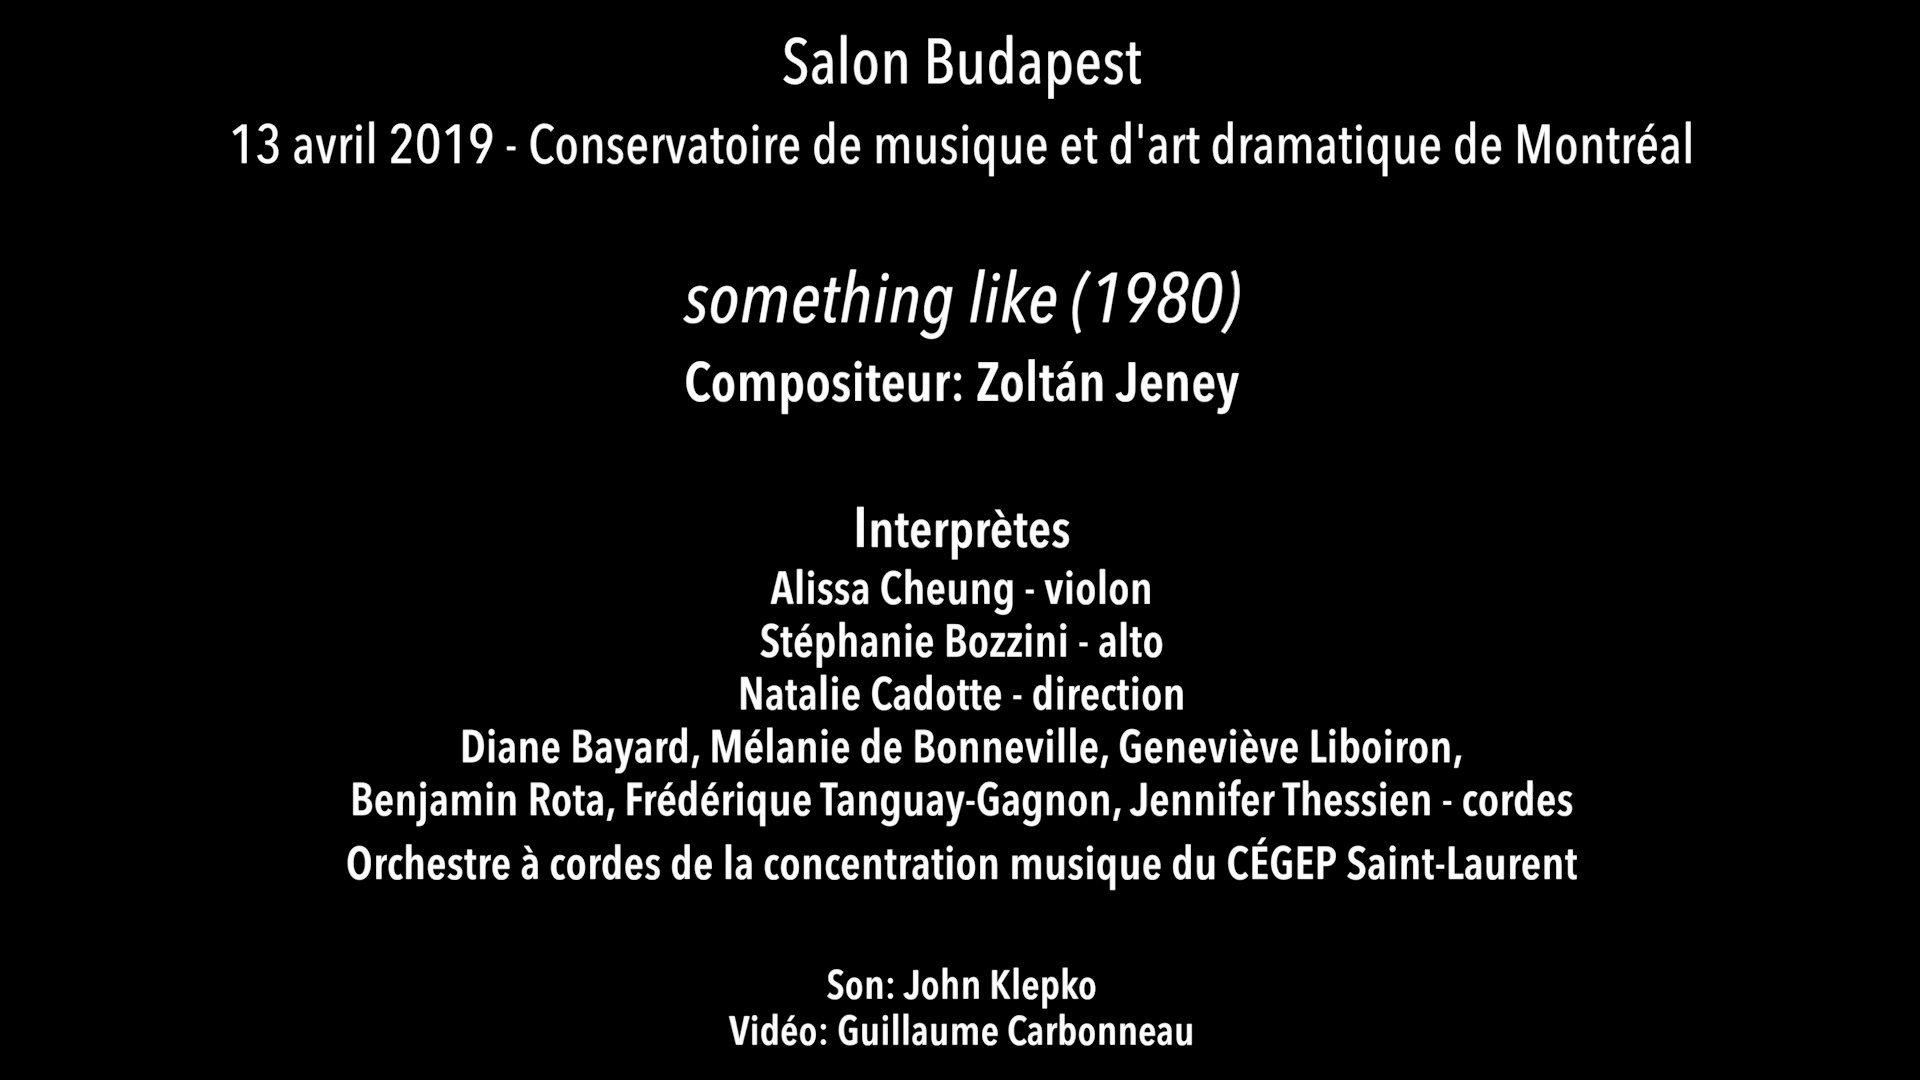 Salon Budapest
13 avril 2019 - Conservatoire de musique et d'art dramatique de Montréal
something like (1980)
Compositeur: Zoltán Jeney
Interprètes
Alissa Cheung - violon
Stéphanie Bozzini - alto
Natalie Cadotte - direction
Diane Bayard, Mélanie de Bonneville, Geneviève Liboiron,
Benjamin Rota, Frédérique Tanguay-Gagnon, Jennifer Thessien - cordes
Orchestre à cordes de la concentration musique du CÉGEP Saint-Laurent
Son: John Klepko
Vidéo: Guillaume Carbonneau